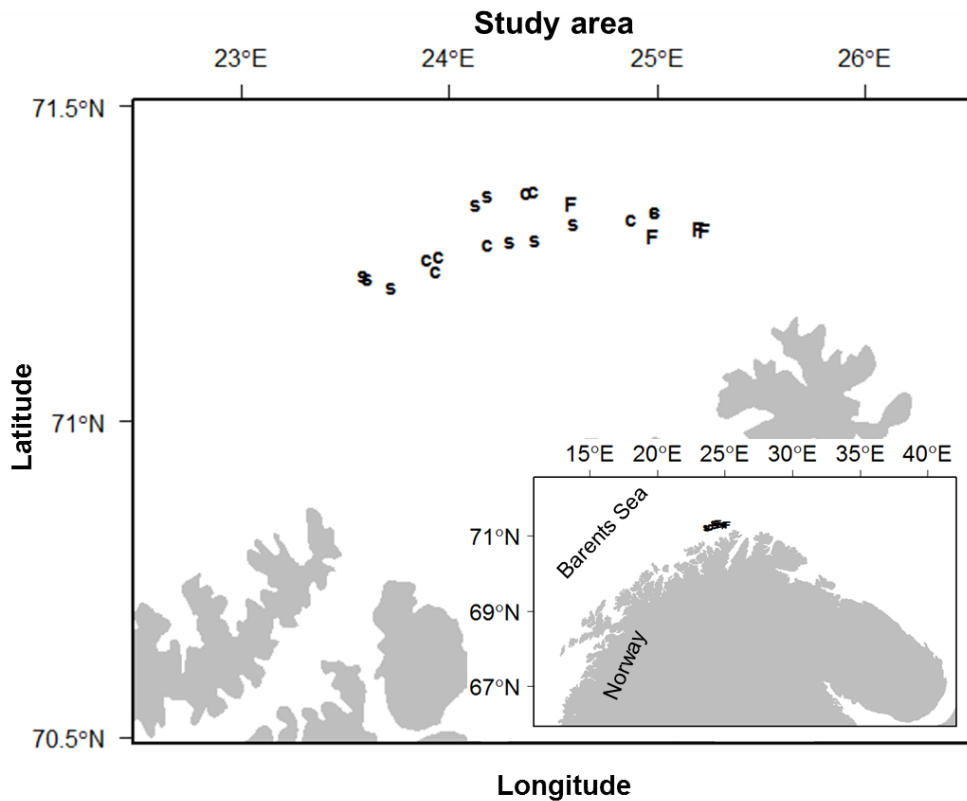 Study area
23°E 24°E 25°E 26°E
71.5°N
s s c c
F
s c F F F
c s s
c c
c
s s s
Latitude
71°N
15°E 20°E 25°E 30°E 35°E 40°E
Barents Sea
71°N
69°N
Norway
67°N
70.5°N
Longitude